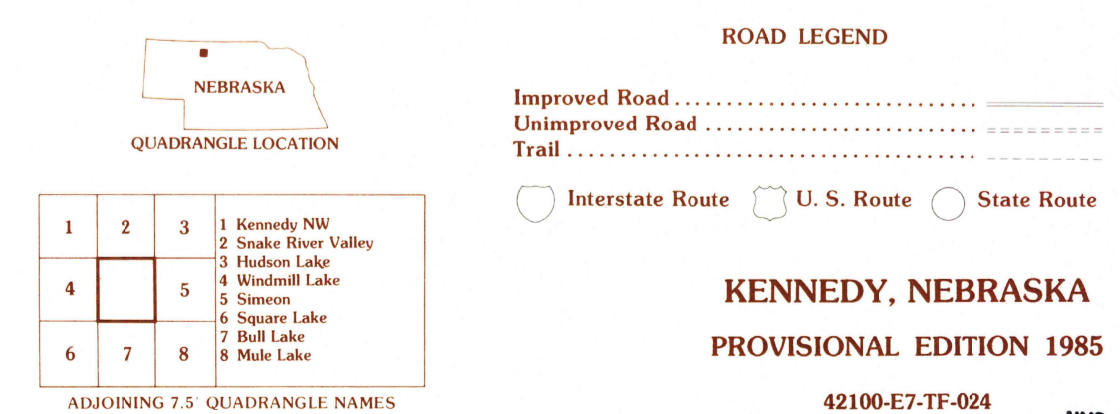 NEBRASKA
QUADRANGLE LOCATION
ROAD LEGEND
Improved Road
Unimproved Road
Trail
Interstate Route U. S. Route State Route
1 2 3
4 5
6 7 8
1 Kennedy NW
2 Snake River Valley
3 Hudson Lake
4 Windmill Lake
5 Simeon
6 Square Lake
7 Bull Lake
8 Mule Lake
ADJOINING 7.5' QUADRANGLE NAMES
KENNEDY, NEBRASKA
PROVISIONAL EDITION 1985
42100-E7-TF-024